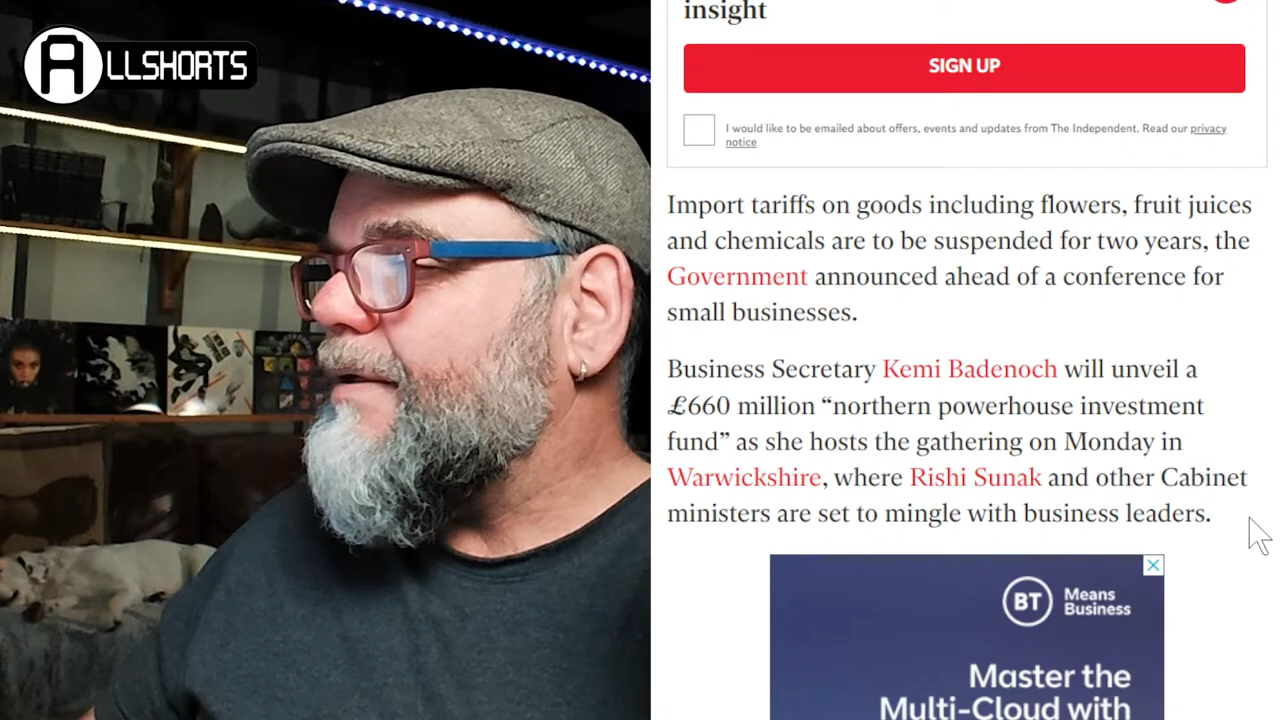 ALLSHORTS
insight
SIGN UP
I would like to be emailed about offers, events and updates from The Independent. Read our privacy
notice
Import tariffs on goods including flowers, fruit juices
and chemicals are to be suspended for two years, the
Government announced ahead of a conference for
small businesses.
Business Secretary Kemi Badenoch will unveil a
£660 million “northern powerhouse investment
fund” as she hosts the gathering on Monday in
Warwickshire, where Rishi Sunak and other Cabinet
ministers are set to mingle with business leaders.
BT Means
Business
Master the
Multi-Cloud with